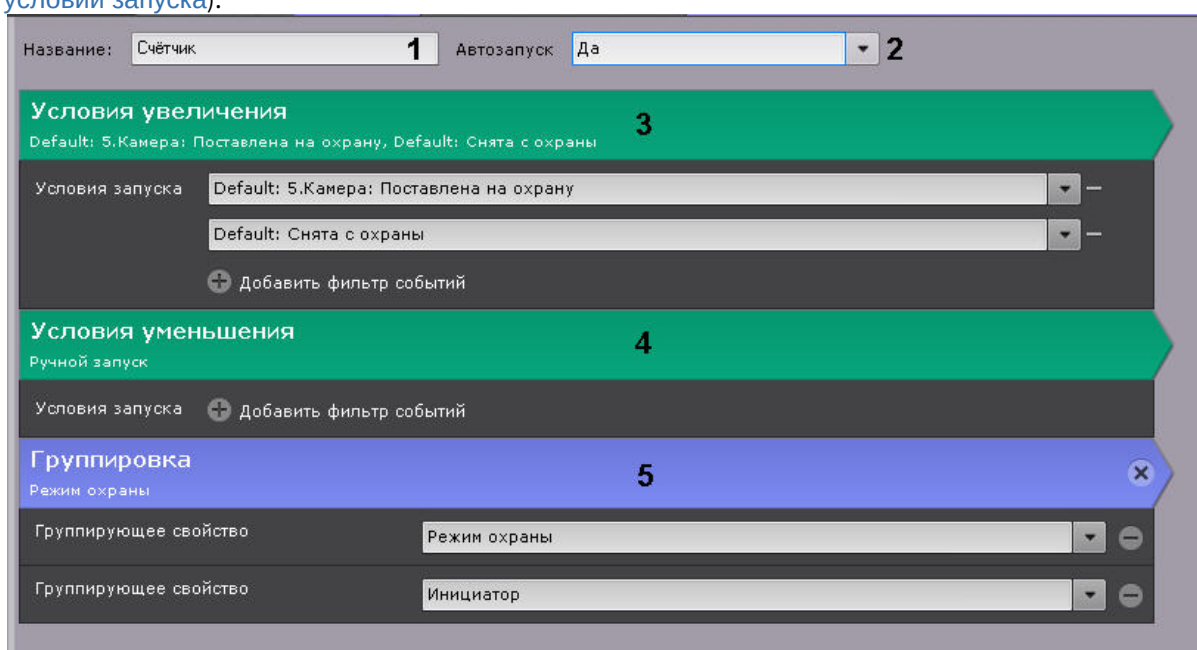 условий запуска).
Название: Счётчик 1 Автозапуск Да 2
Условия увеличения 3
Default: 5.Камера: Поставлена на охрану, Default: Снята с охраны
Условия запуска Default: 5.Камера: Поставлена на охрану
Default: Снята с охраны
Добавить фильтр событий
Условия уменьшения 4
Ручной запуск
Условия запуска Добавить фильтр событий
Группировка 5
Режим охраны
Группирующее свойство Режим охраны
Группирующее свойство Инициатор